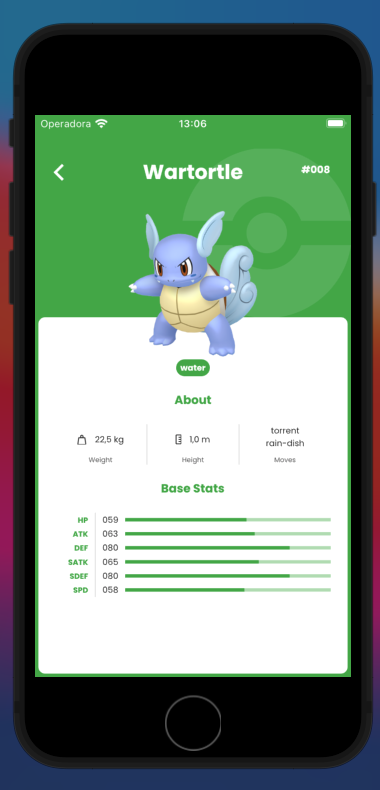 Operadora 13:06
Wartortle #008
water
About
22,5 kg 1,0 m torrent
rain-dish
Weight Height Moves
Base Stats
HP 059
ATK 063
DEF 080
SATK 065
SDEF 080
SPD 058